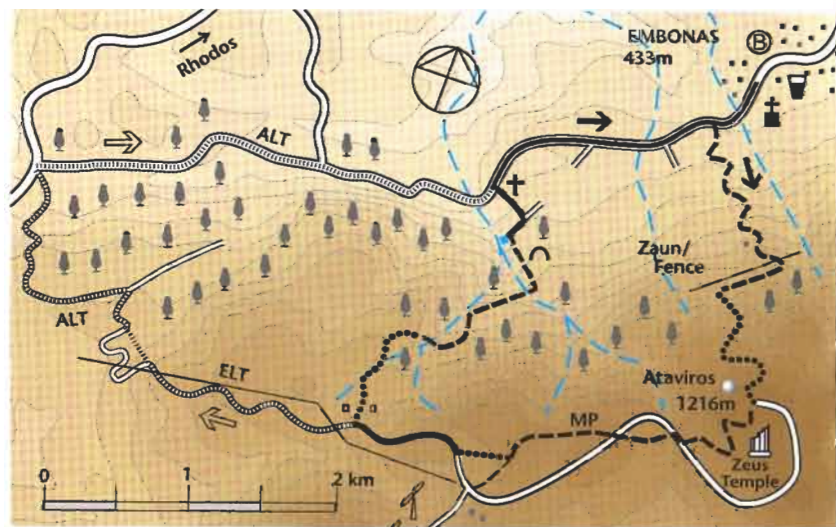 EMBONAS
433m
B
Rhodos
ALT
Zaun/
Fence
ALT
ELT
Ataviros
1216m
MP
Zeus
Temple
0 1 2 km